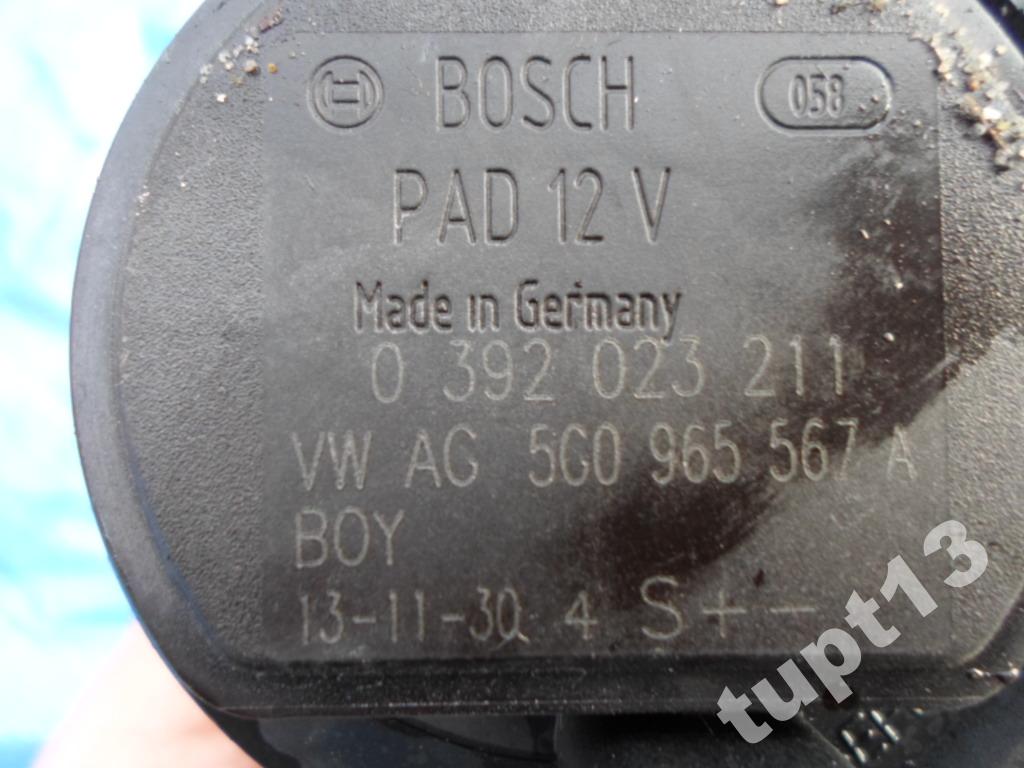 BOSCH 058
PAD 12 V
Made in Germany
0 392 023 211
VW AG 5G0 965 567 A
BOY
13-11-30 4 S + -
tupt13